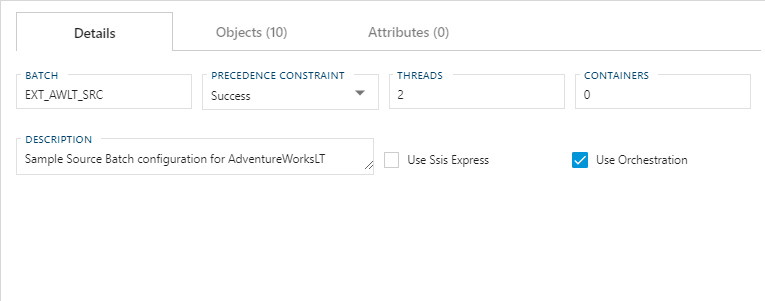 Details
Objects (10)
Attributes (0)
BATCH
EXT_AWLT_SRC
PRECEDENCE CONSTRAINT
Success
THREADS
2
CONTAINERS
0
DESCRIPTION
Sample Source Batch configuration for AdventureWorksLT
Use Ssis Express
Use Orchestration